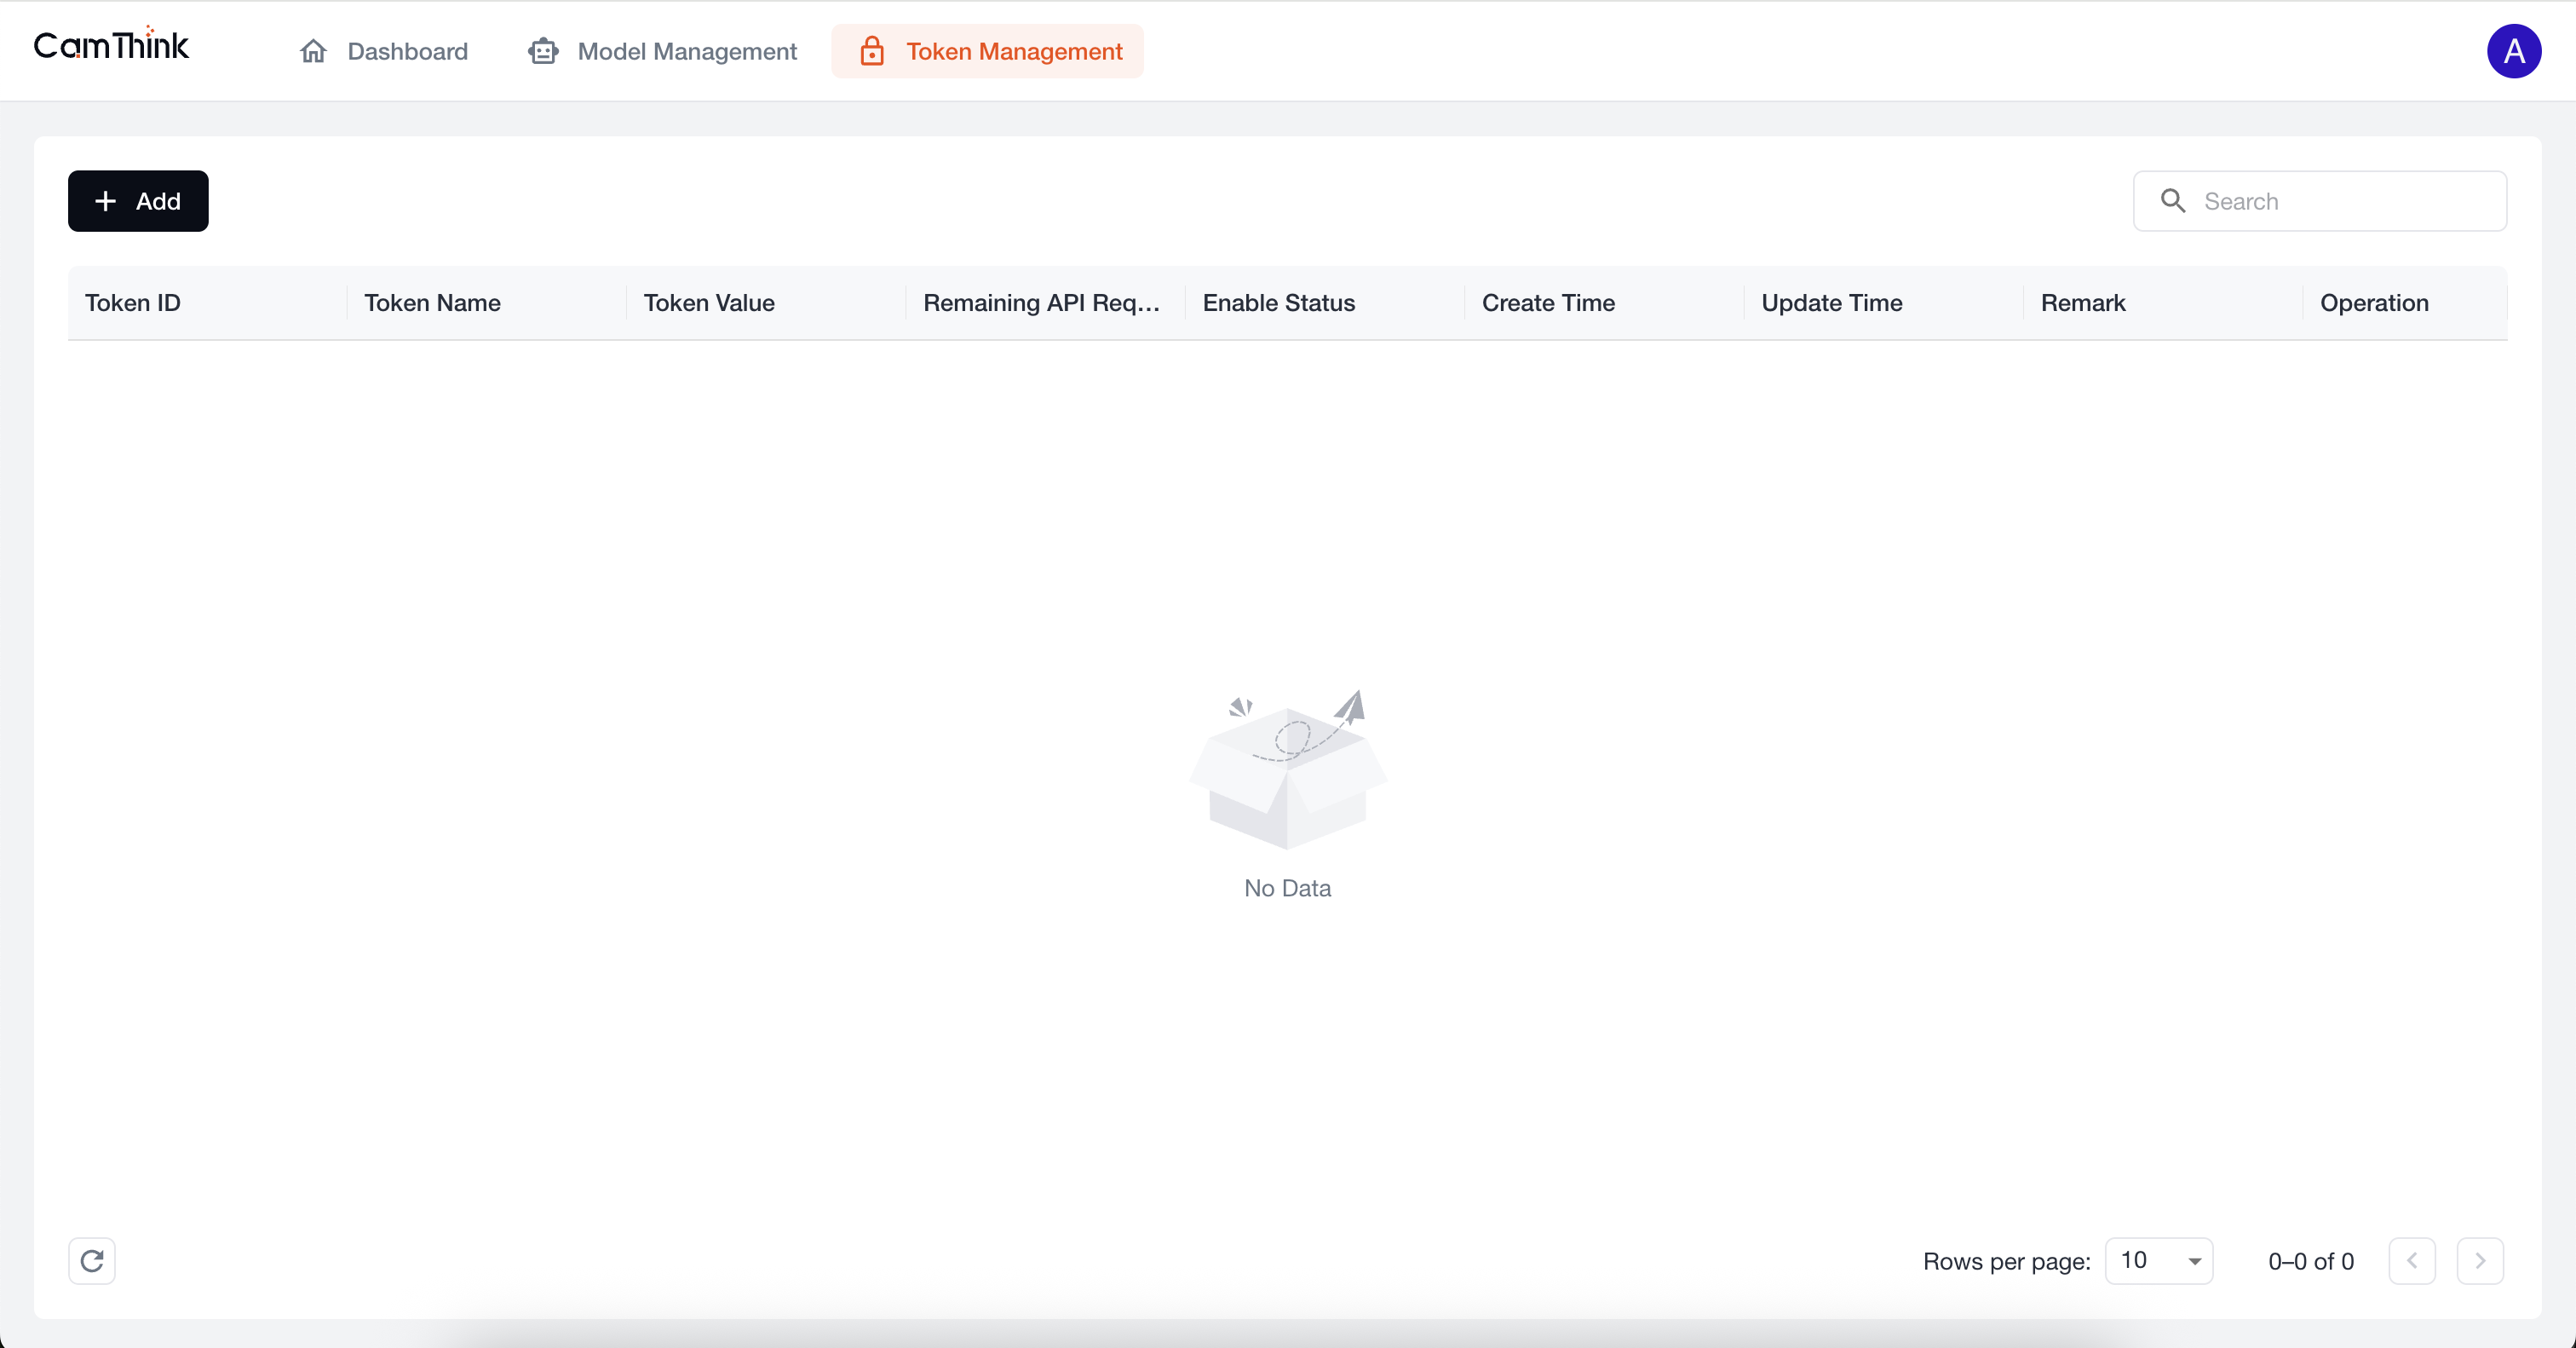 CamThink
Dashboard
Model Management
Token Management
A
Add
Search
Token ID
Token Name
Token Value
Remaining API Req...
Enable Status
Create Time
Update Time
Remark
Operation
No Data
Rows per page:
10
0–0 of 0